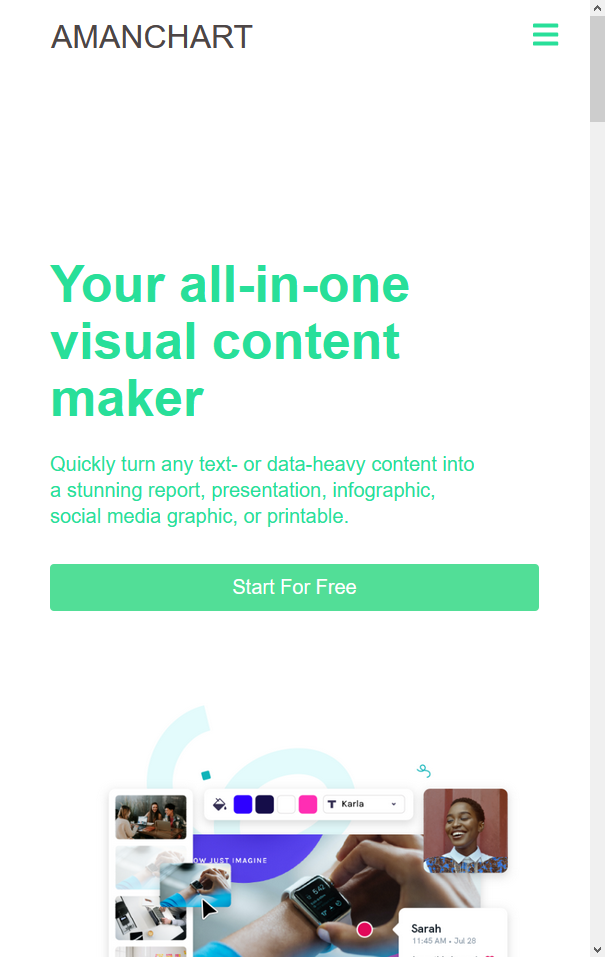 AMANCHART
Your all-in-one
visual content
maker
Quickly turn any text- or data-heavy content into
a stunning report, presentation, infographic,
social media graphic, or printable.
Start For Free
T Karla
OW JUST IMAGINE
Sarah
11:45 AM • Jul 28